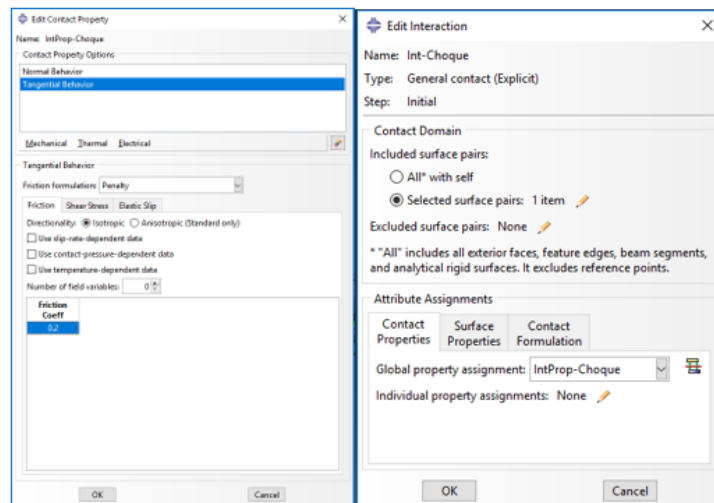 Edit Contact Property
Name: IntProp-Choque
Contact Property Options
Normal Behavior
Tangential Behavior
Mechanical Thermal Electrical
Tangential Behavior
Friction formulation: Penalty
Friction Shear Stress Elastic Slip
Directionality: Isotropic Anisotropic (Standard only)
Use slip-rate-dependent data
Use contact-pressure-dependent data
Use temperature-dependent data
Number of field variables: 0
Friction
Coeff
0.2
OK Cancel
Edit Interaction
Name: Int-Choque
Type: General contact (Explicit)
Step: Initial
Contact Domain
Included surface pairs:
All* with self
Selected surface pairs: 1 item
Excluded surface pairs: None
* "All" includes all exterior faces, feature edges, beam segments,
and analytical rigid surfaces. It excludes reference points.
Attribute Assignments
Contact
Properties
Surface
Properties
Contact
Formulation
Global property assignment: IntProp-Choque
Individual property assignments: None
OK Cancel